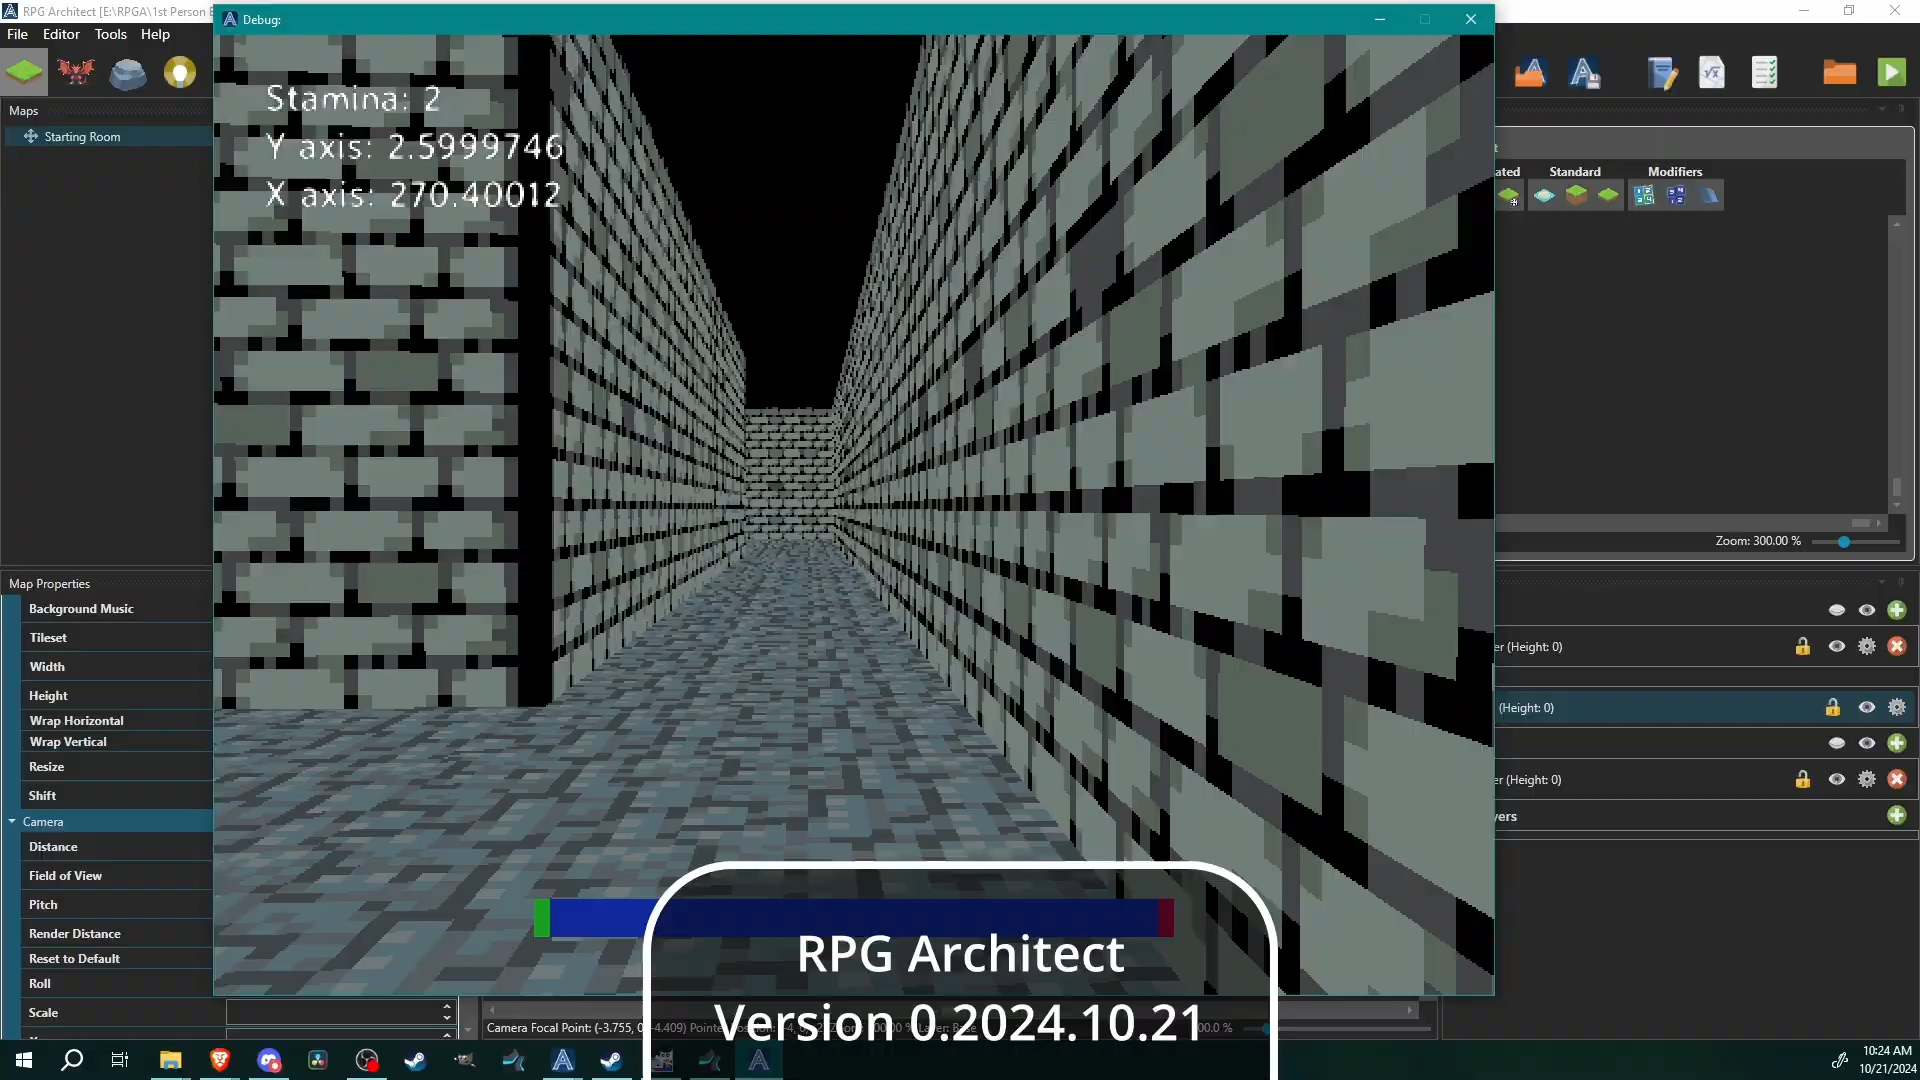 RPG Architect [E:\RPGA\1st Person
Debug:
File Editor Tools Help
Maps
Starting Room
Stamina: 2
Y axis: 2.5999746
X axis: 270.40012
Standard Modifiers
Zoom: 300.00 %
Map Properties
Background Music
Tileset
Width
Height
Wrap Horizontal
Wrap Vertical
Resize
Shift
Camera
Distance
Field of View
Pitch
Render Distance
Reset to Default
Roll
Scale
(Height: 0)
(Height: 0)
(Height: 0)
RPG Architect
Version 0.2024.10.21
Camera Focal Point: (-3.755,
10:24 AM
10/21/2024